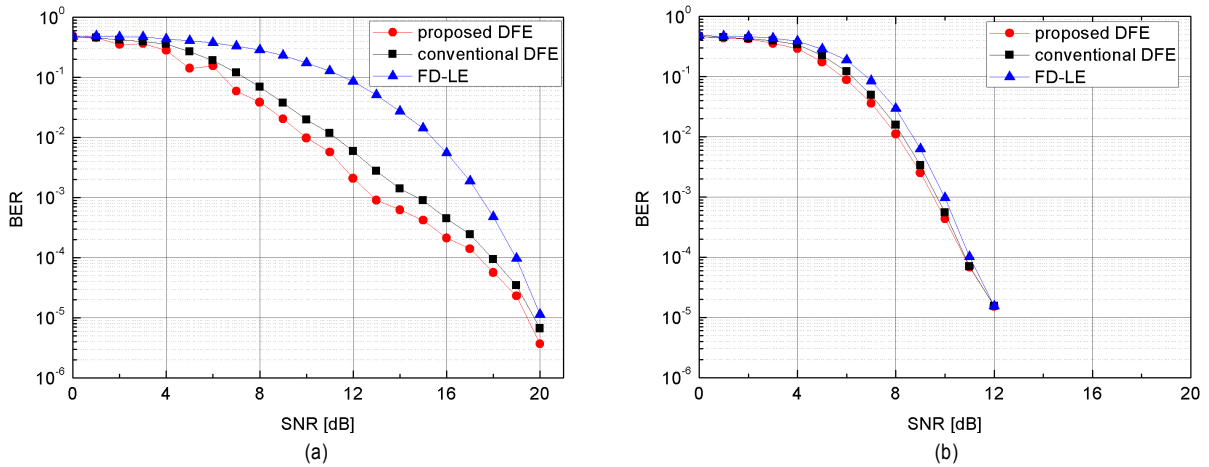 10^0
10^-1
10^-2
10^-3
10^-4
10^-5
10^-6
BER
0 4 8 12 16 20
SNR [dB]
proposed DFE
conventional DFE
FD-LE
(a)
10^0
10^-1
10^-2
10^-3
10^-4
10^-5
10^-6
BER
0 4 8 12 16 20
SNR [dB]
proposed DFE
conventional DFE
FD-LE
(b)